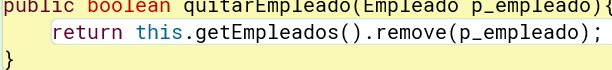 public boolean quitarEmpleado(Empleado p_empleado){
return this.getEmpleados().remove(p_empleado);
}